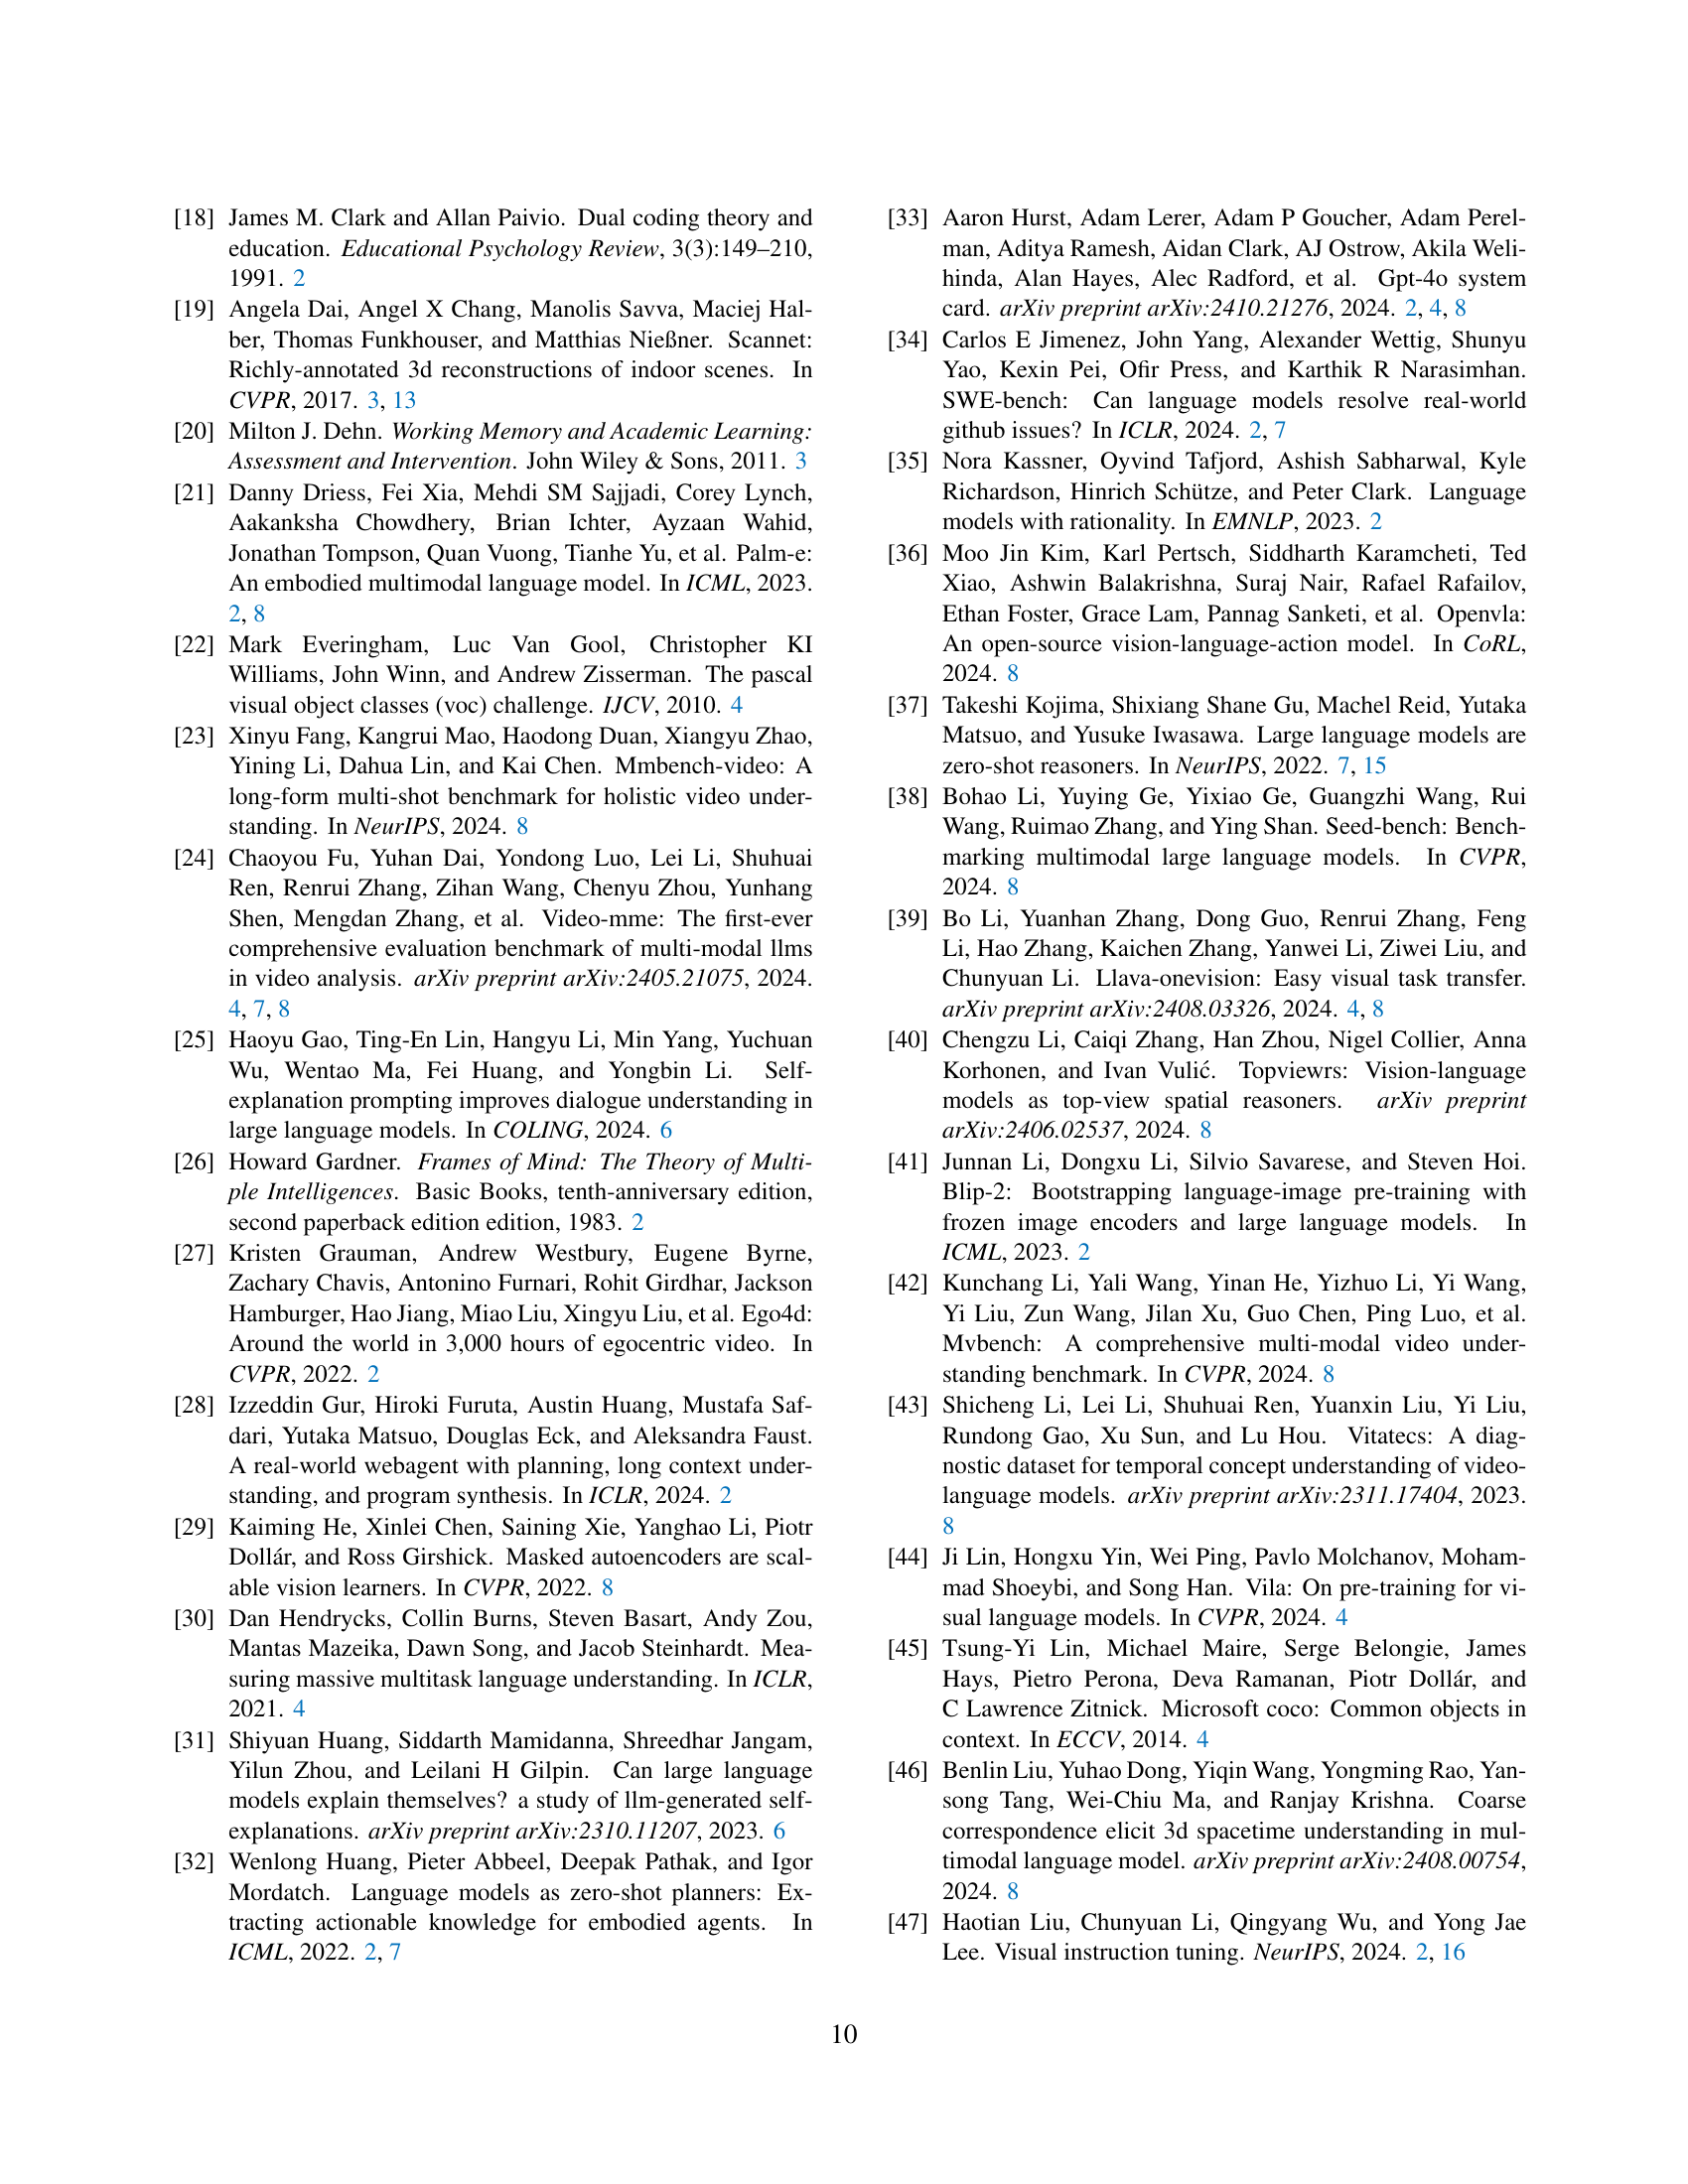 [18] James M. Clark and Allan Paivio. Dual coding theory and
education. Educational Psychology Review, 3(3):149–210,
1991. 2
[19] Angela Dai, Angel X Chang, Manolis Savva, Maciej Hal-
ber, Thomas Funkhouser, and Matthias Nießner. Scannet:
Richly-annotated 3d reconstructions of indoor scenes. In
CVPR, 2017. 3, 13
[20] Milton J. Dehn. Working Memory and Academic Learning:
Assessment and Intervention. John Wiley & Sons, 2011. 3
[21] Danny Driess, Fei Xia, Mehdi SM Sajjadi, Corey Lynch,
Aakanksha Chowdhery, Brian Ichter, Ayzaan Wahid,
Jonathan Tompson, Quan Vuong, Tianhe Yu, et al. Palm-e:
An embodied multimodal language model. In ICML, 2023.
2, 8
[22] Mark Everingham, Luc Van Gool, Christopher KI
Williams, John Winn, and Andrew Zisserman. The pascal
visual object classes (voc) challenge. IJCV, 2010. 4
[23] Xinyu Fang, Kangrui Mao, Haodong Duan, Xiangyu Zhao,
Yining Li, Dahua Lin, and Kai Chen. Mmbench-video: A
long-form multi-shot benchmark for holistic video under-
standing. In NeurIPS, 2024. 8
[24] Chaoyou Fu, Yuhan Dai, Yondong Luo, Lei Li, Shuhuai
Ren, Renrui Zhang, Zihan Wang, Chenyu Zhou, Yunhang
Shen, Mengdan Zhang, et al. Video-mme: The first-ever
comprehensive evaluation benchmark of multi-modal llms
in video analysis. arXiv preprint arXiv:2405.21075, 2024.
4, 7, 8
[25] Haoyu Gao, Ting-En Lin, Hangyu Li, Min Yang, Yuchuan
Wu, Wentao Ma, Fei Huang, and Yongbin Li. Self-
explanation prompting improves dialogue understanding in
large language models. In COLING, 2024. 6
[26] Howard Gardner. Frames of Mind: The Theory of Multi-
ple Intelligences. Basic Books, tenth-anniversary edition,
second paperback edition edition, 1983. 2
[27] Kristen Grauman, Andrew Westbury, Eugene Byrne,
Zachary Chavis, Antonino Furnari, Rohit Girdhar, Jackson
Hamburger, Hao Jiang, Miao Liu, Xingyu Liu, et al. Ego4d:
Around the world in 3,000 hours of egocentric video. In
CVPR, 2022. 2
[28] Izzeddin Gur, Hiroki Furuta, Austin Huang, Mustafa Saf-
dari, Yutaka Matsuo, Douglas Eck, and Aleksandra Faust.
A real-world webagent with planning, long context under-
standing, and program synthesis. In ICLR, 2024. 2
[29] Kaiming He, Xinlei Chen, Saining Xie, Yanghao Li, Piotr
Dollár, and Ross Girshick. Masked autoencoders are scal-
able vision learners. In CVPR, 2022. 8
[30] Dan Hendrycks, Collin Burns, Steven Basart, Andy Zou,
Mantas Mazeika, Dawn Song, and Jacob Steinhardt. Mea-
suring massive multitask language understanding. In ICLR,
2021. 4
[31] Shiyuan Huang, Siddarth Mamidanna, Shreedhar Jangam,
Yilun Zhou, and Leilani H Gilpin. Can large language
models explain themselves? a study of llm-generated self-
explanations. arXiv preprint arXiv:2310.11207, 2023. 6
[32] Wenlong Huang, Pieter Abbeel, Deepak Pathak, and Igor
Mordatch. Language models as zero-shot planners: Ex-
tracting actionable knowledge for embodied agents. In
ICML, 2022. 2, 7
[33] Aaron Hurst, Adam Lerer, Adam P Goucher, Adam Perel-
man, Aditya Ramesh, Aidan Clark, AJ Ostrow, Akila Weli-
hinda, Alan Hayes, Alec Radford, et al. Gpt-4o system
card. arXiv preprint arXiv:2410.21276, 2024. 2, 4, 8
[34] Carlos E Jimenez, John Yang, Alexander Wettig, Shunyu
Yao, Kexin Pei, Ofir Press, and Karthik R Narasimhan.
SWE-bench: Can language models resolve real-world
github issues? In ICLR, 2024. 2, 7
[35] Nora Kassner, Oyvind Tafjord, Ashish Sabharwal, Kyle
Richardson, Hinrich Schütze, and Peter Clark. Language
models with rationality. In EMNLP, 2023. 2
[36] Moo Jin Kim, Karl Pertsch, Siddharth Karamcheti, Ted
Xiao, Ashwin Balakrishna, Suraj Nair, Rafael Rafailov,
Ethan Foster, Grace Lam, Pannag Sanketi, et al. Openvla:
An open-source vision-language-action model. In CoRL,
2024. 8
[37] Takeshi Kojima, Shixiang Shane Gu, Machel Reid, Yutaka
Matsuo, and Yusuke Iwasawa. Large language models are
zero-shot reasoners. In NeurIPS, 2022. 7, 15
[38] Bohao Li, Yuying Ge, Yixiao Ge, Guangzhi Wang, Rui
Wang, Ruimao Zhang, and Ying Shan. Seed-bench: Bench-
marking multimodal large language models. In CVPR,
2024. 8
[39] Bo Li, Yuanhan Zhang, Dong Guo, Renrui Zhang, Feng
Li, Hao Zhang, Kaichen Zhang, Yanwei Li, Ziwei Liu, and
Chunyuan Li. Llava-onevision: Easy visual task transfer.
arXiv preprint arXiv:2408.03326, 2024. 4, 8
[40] Chengzu Li, Caiqi Zhang, Han Zhou, Nigel Collier, Anna
Korhonen, and Ivan Vulić. Topviewrs: Vision-language
models as top-view spatial reasoners. arXiv preprint
arXiv:2406.02537, 2024. 8
[41] Junnan Li, Dongxu Li, Silvio Savarese, and Steven Hoi.
Blip-2: Bootstrapping language-image pre-training with
frozen image encoders and large language models. In
ICML, 2023. 2
[42] Kunchang Li, Yali Wang, Yinan He, Yizhuo Li, Yi Wang,
Yi Liu, Zun Wang, Jilan Xu, Guo Chen, Ping Luo, et al.
Mvbench: A comprehensive multi-modal video under-
standing benchmark. In CVPR, 2024. 8
[43] Shicheng Li, Lei Li, Shuhuai Ren, Yuanxin Liu, Yi Liu,
Rundong Gao, Xu Sun, and Lu Hou. Vitatecs: A diag-
nostic dataset for temporal concept understanding of video-
language models. arXiv preprint arXiv:2311.17404, 2023.
8
[44] Ji Lin, Hongxu Yin, Wei Ping, Pavlo Molchanov, Moham-
mad Shoeybi, and Song Han. Vila: On pre-training for vi-
sual language models. In CVPR, 2024. 4
[45] Tsung-Yi Lin, Michael Maire, Serge Belongie, James
Hays, Pietro Perona, Deva Ramanan, Piotr Dollár, and
C Lawrence Zitnick. Microsoft coco: Common objects in
context. In ECCV, 2014. 4
[46] Benlin Liu, Yuhao Dong, Yiqin Wang, Yongming Rao, Yan-
song Tang, Wei-Chiu Ma, and Ranjay Krishna. Coarse
correspondence elicit 3d spacetime understanding in mul-
timodal language model. arXiv preprint arXiv:2408.00754,
2024. 8
[47] Haotian Liu, Chunyuan Li, Qingyang Wu, and Yong Jae
Lee. Visual instruction tuning. NeurIPS, 2024. 2, 16
10